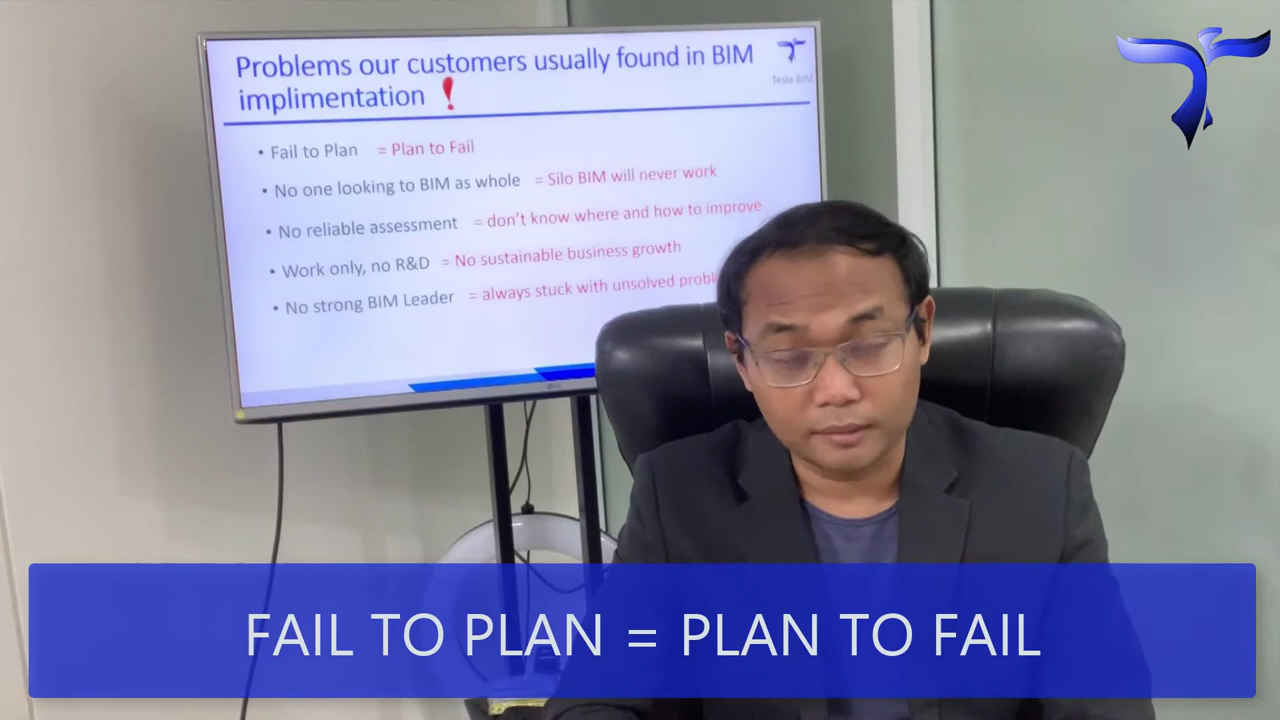 Problems our customers usually found in BIM
implimentation
Tesla BIM
• Fail to Plan = Plan to Fail
• No one looking to BIM as whole = Silo BIM will never work
• No reliable assessment = don't know where and how to improve
• Work only, no R&D = No sustainable business growth
• No strong BIM Leader = always stuck with unsolved
FAIL TO PLAN = PLAN TO FAIL